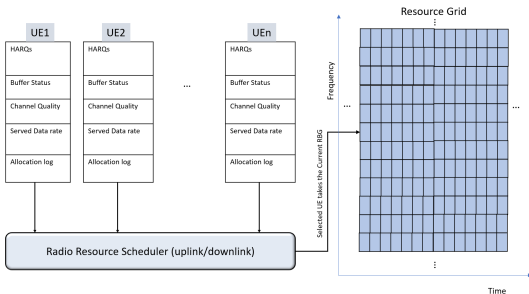 Resource Grid
UE1
UE2
UEn
HARQs
HARQs
HARQs
Buffer Status
Buffer Status
...
Buffer Status
Channel Quality
Channel Quality
Channel Quality
Served Data rate
Served Data rate
Served Data rate
Allocation log
Allocation log
Allocation log
Radio Resource Scheduler (uplink/downlink)
Selected UE takes the Current RBG
Frequency
...
...
...
...
Time